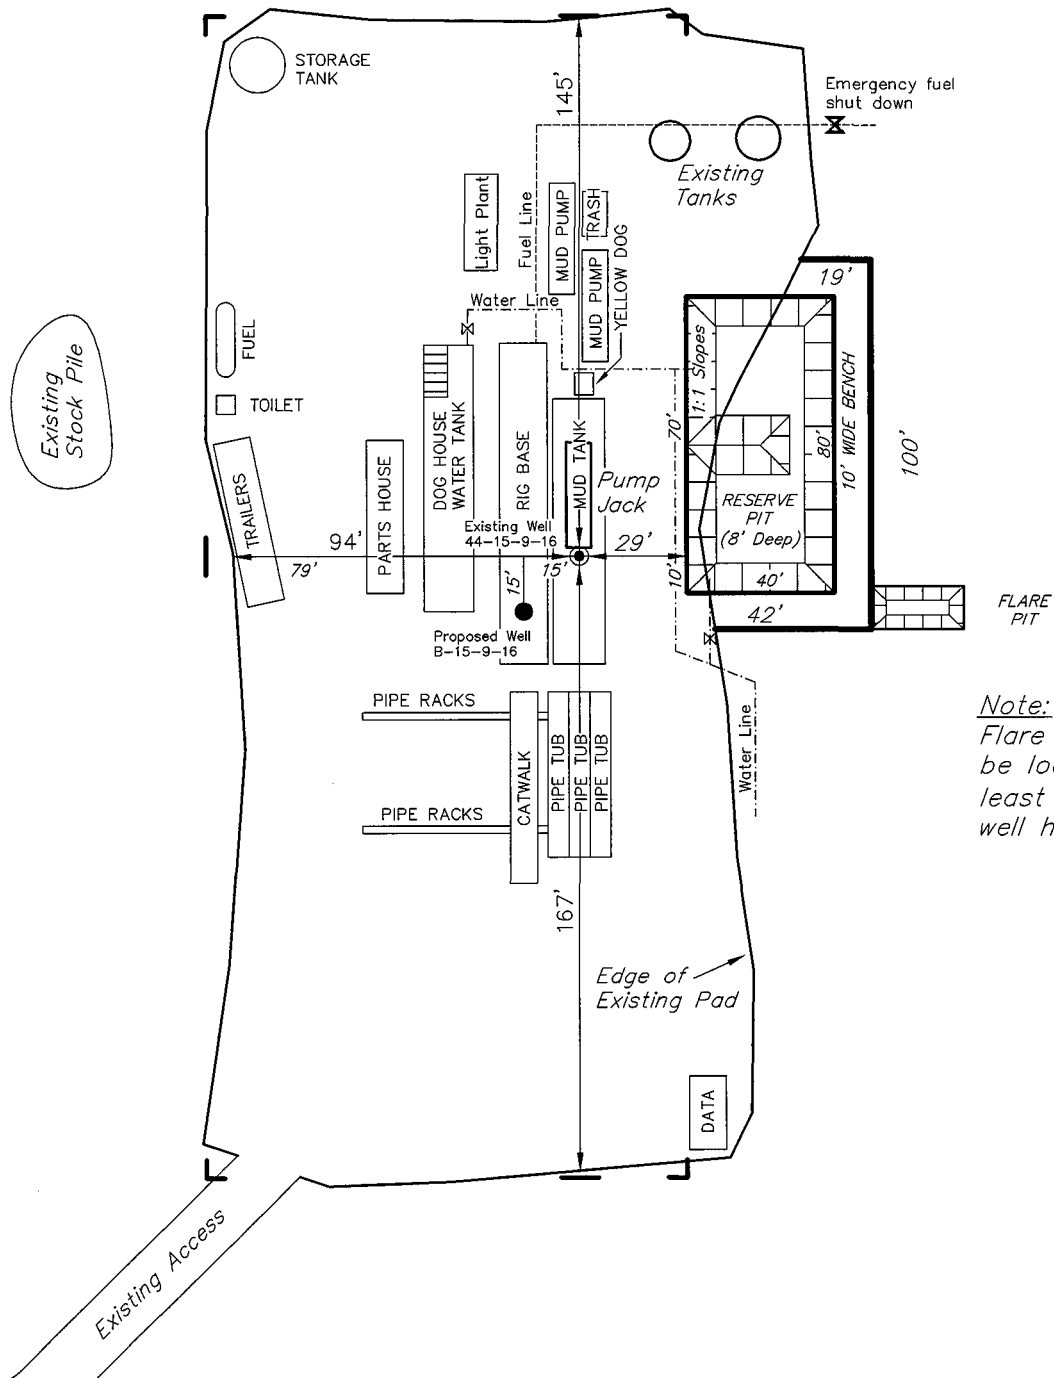 STORAGE
TANK
145'
Emergency fuel
shut down
Existing
Tanks
Light Plant
Fuel Line
MUD PUMP
TRASH
MUD PUMP
YELLOW DOG
Water Line
19'
FUEL
TOILET
Existing
Stock Pile
TRAILERS
PARTS HOUSE
DOG HOUSE
WATER TANK
RIG BASE
MUD TANK
Pump
Jack
1:1 Slopes
70'
80'
10' WIDE BENCH
100'
RESERVE
PIT
(8' Deep)
Existing Well
44-15-9-16
94'
79'
15'
15'
29'
10'
40'
42'
FLARE
PIT
Proposed Well
B-15-9-16
PIPE RACKS
PIPE RACKS
CATWALK
PIPE TUB
PIPE TUB
PIPE TUB
Water Line
Note:
Flare
be loc
least
well h
167'
Edge of
Existing Pad
DATA
Existing Access